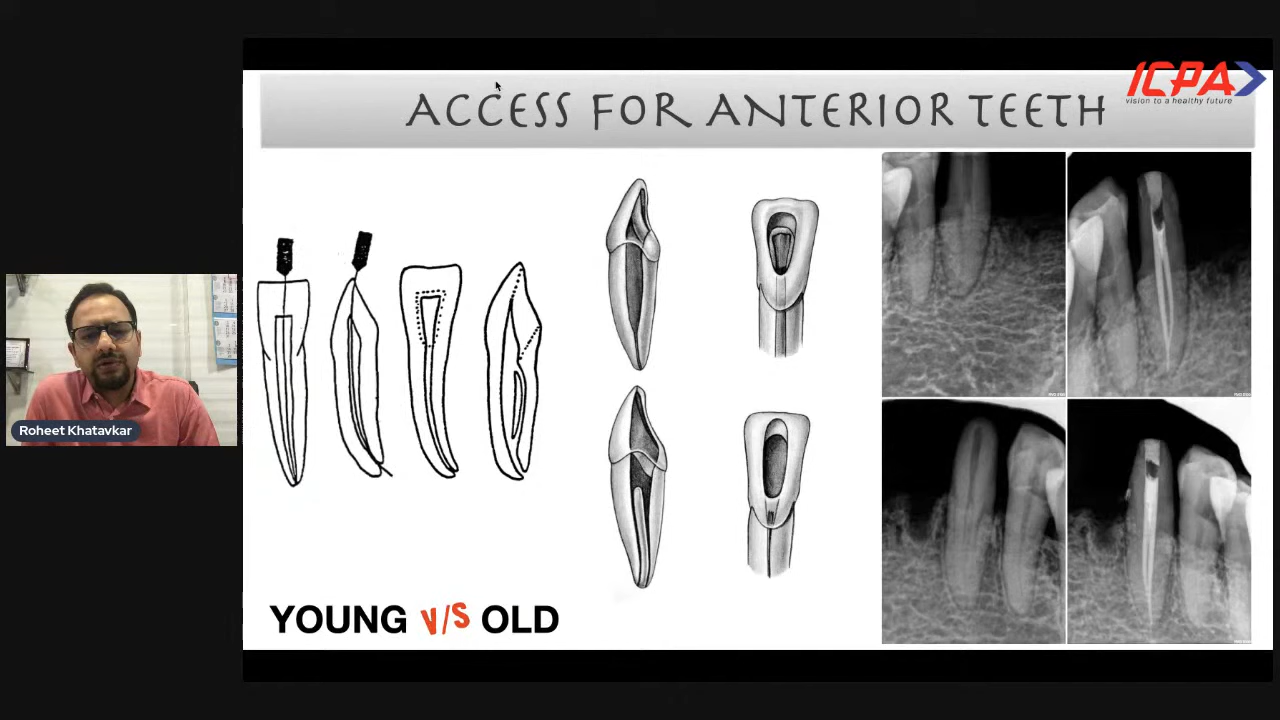 ACCESS FOR ANTERIOR TEETH
ICPA
vision to a healthy future
Roheet Khatavkar
YOUNG V/S OLD